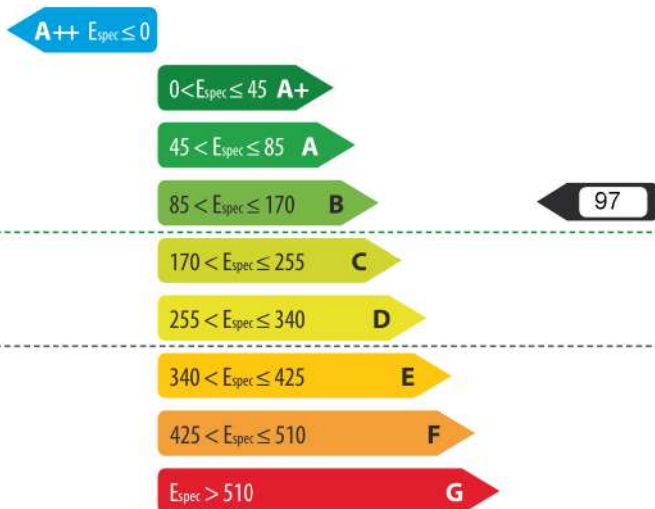 A++ Espec ≤ 0
0 < Espec ≤ 45 A+
45 < Espec ≤ 85 A
85 < Espec ≤ 170 B
97
170 < Espec ≤ 255 C
255 < Espec ≤ 340 D
340 < Espec ≤ 425 E
425 < Espec ≤ 510 F
Espec > 510 G